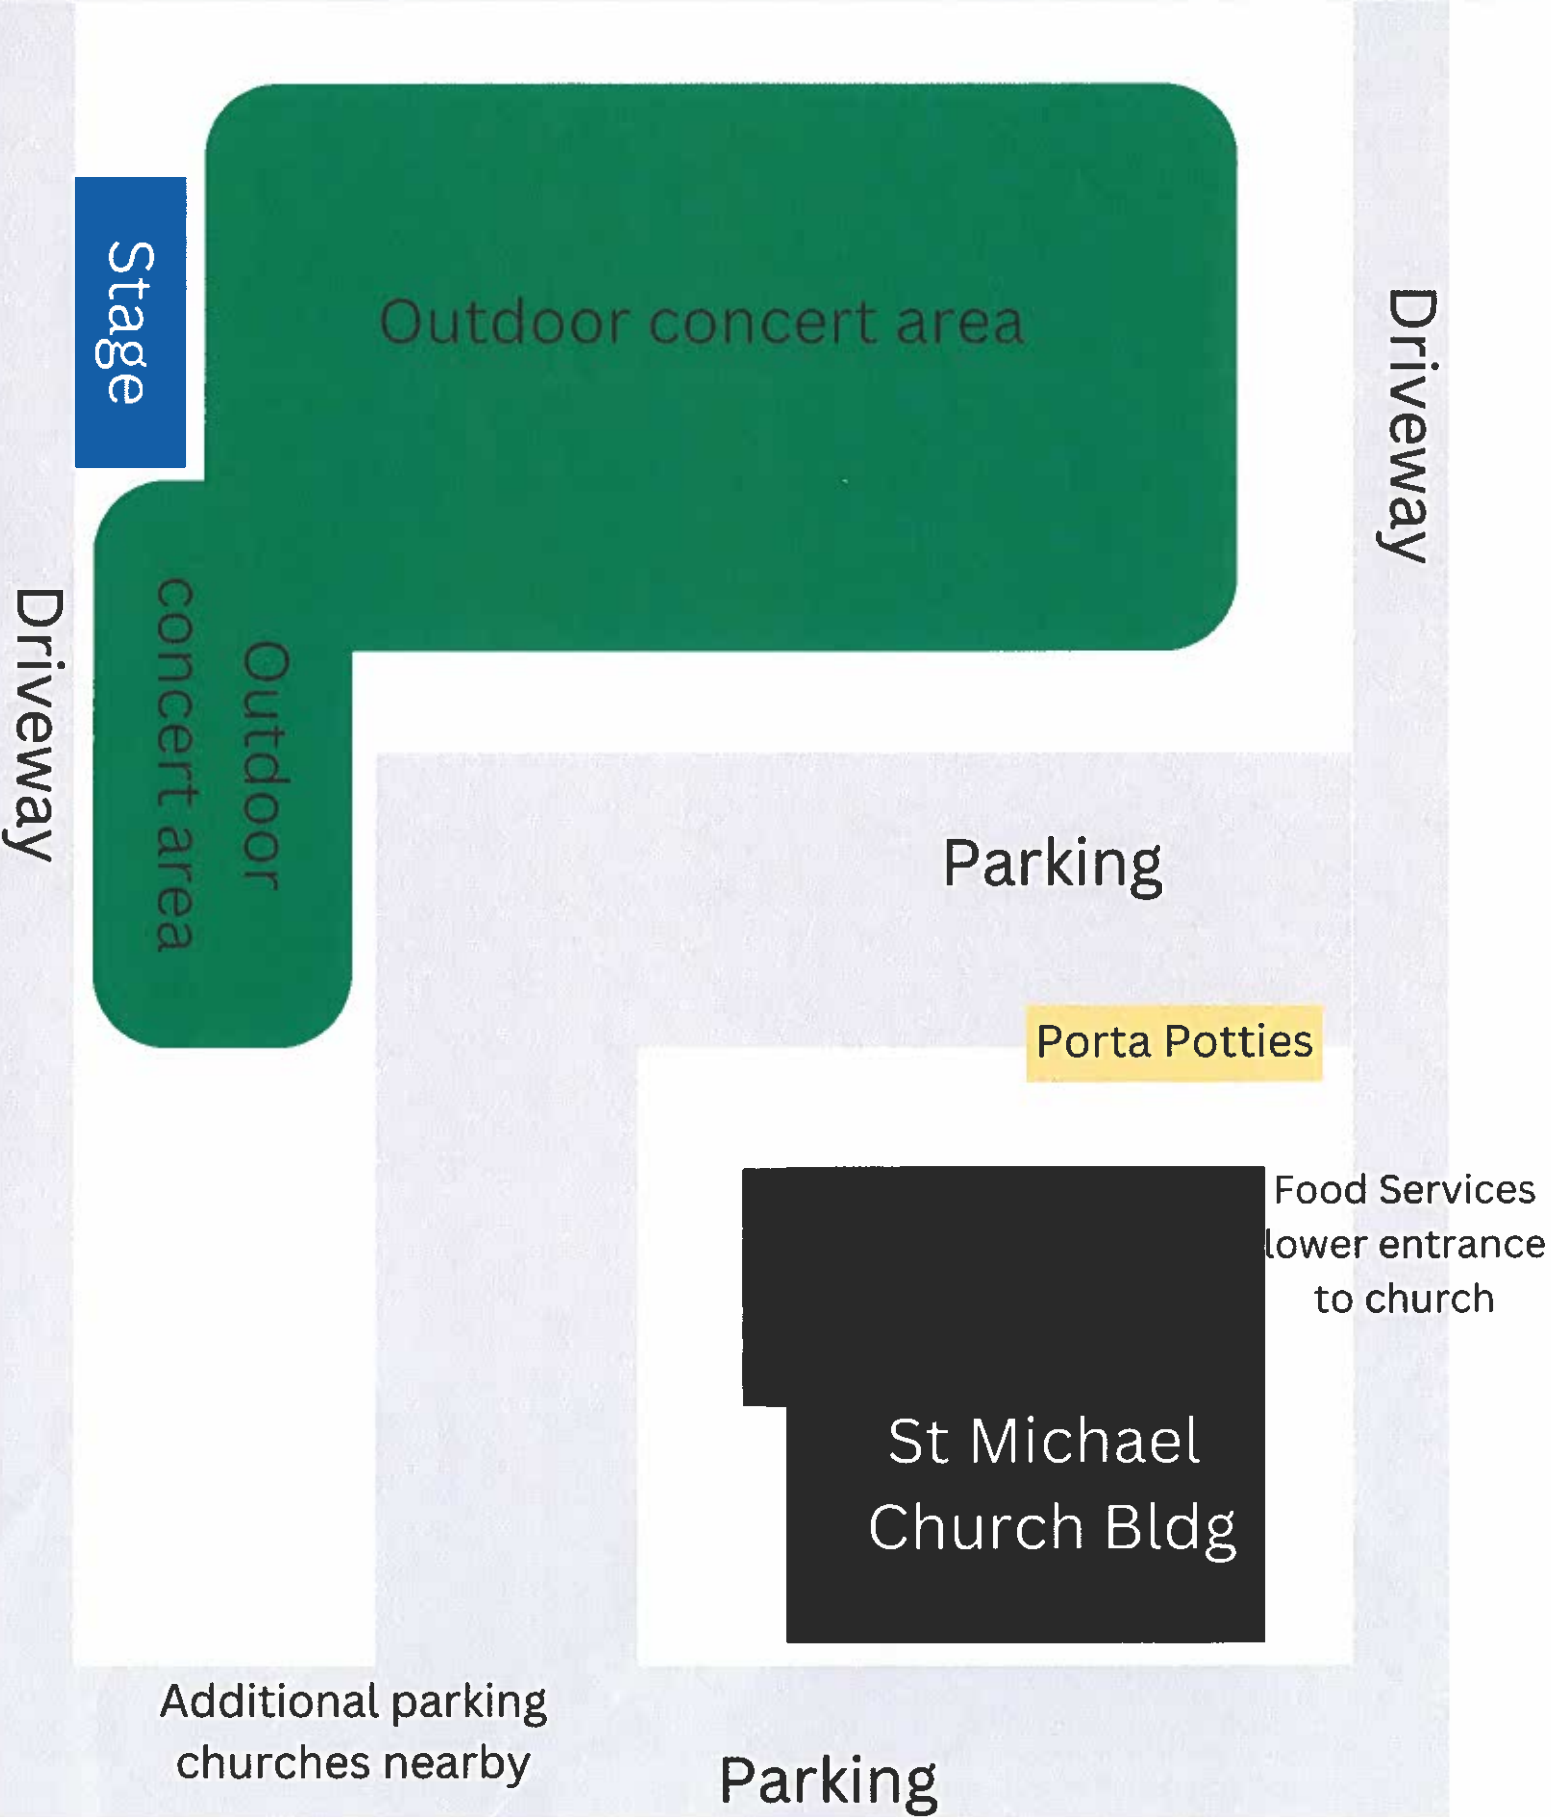 Stage
Outdoor concert area
Driveway
Driveway
Outdoor
concert area
Parking
Porta Potties
Food Services
lower entrance
to church
St Michael
Church Bldg
Additional parking
churches nearby
Parking